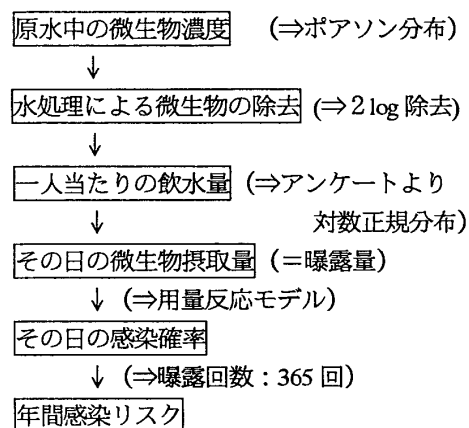 原水中の微生物濃度 (⇒ポアソン分布)
↓
水処理による微生物の除去 (⇒2 log 除去)
↓
一人当たりの飲水量 (⇒アンケートより
↓ 対数正規分布)
その日の微生物摂取量 (=曝露量)
↓ (⇒用量反応モデル)
その日の感染確率
↓ (⇒曝露回数:365 回)
年間感染リスク